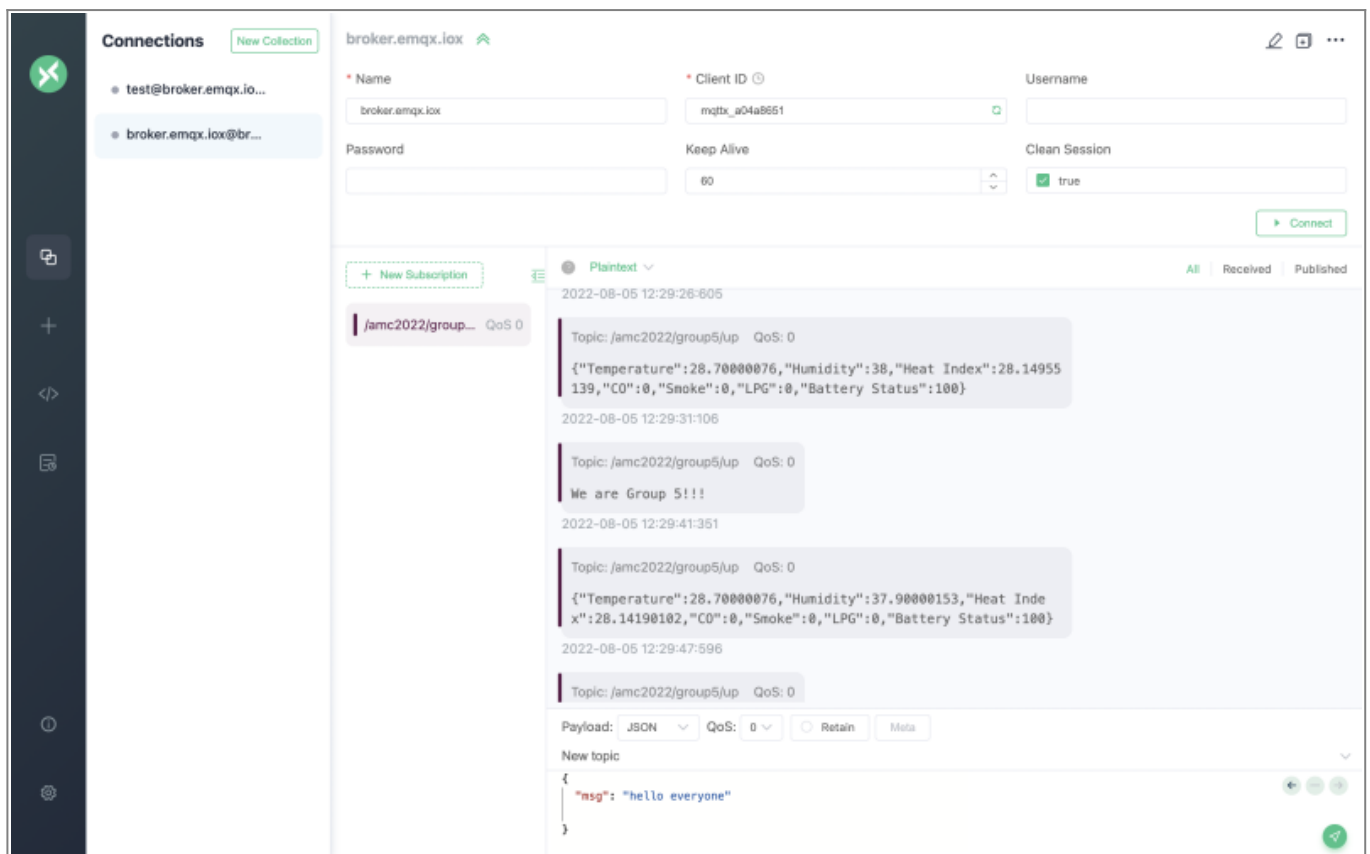 Connections
New Collection
test@broker.emqx.io...
broker.emqx.iox@br...
broker.emqx.iox
* Name
* Client ID
Username
broker.emqx.iox
mqttx_a04a8651
Password
Keep Alive
Clean Session
60
true
Connect
+ New Subscription
/amc2022/group... QoS 0
Plaintext
All
Received
Published
2022-08-05 12:29:26:605
Topic: /amc2022/group5/up QoS: 0
{"Temperature":28.70000076,"Humidity":38,"Heat Index":28.14955
139,"CO":0,"Smoke":0,"LPG":0,"Battery Status":100}
2022-08-05 12:29:31:106
Topic: /amc2022/group5/up QoS: 0
We are Group 5!!!
2022-08-05 12:29:41:351
Topic: /amc2022/group5/up QoS: 0
{"Temperature":28.70000076,"Humidity":37.90000153,"Heat Inde
x":28.14190102,"CO":0,"Smoke":0,"LPG":0,"Battery Status":100}
2022-08-05 12:29:47:596
Topic: /amc2022/group5/up QoS: 0
Payload: JSON QoS: 0 Retain Meta
New topic
{
"msg": "hello everyone"
}